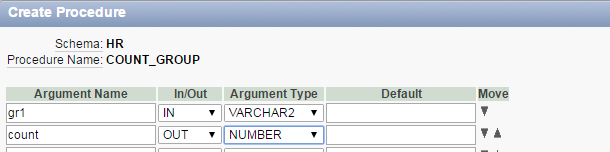 Create Procedure
Schema: HR
Procedure Name: COUNT_GROUP
Argument Name In/Out Argument Type Default Move
gr1 IN VARCHAR2
count OUT NUMBER